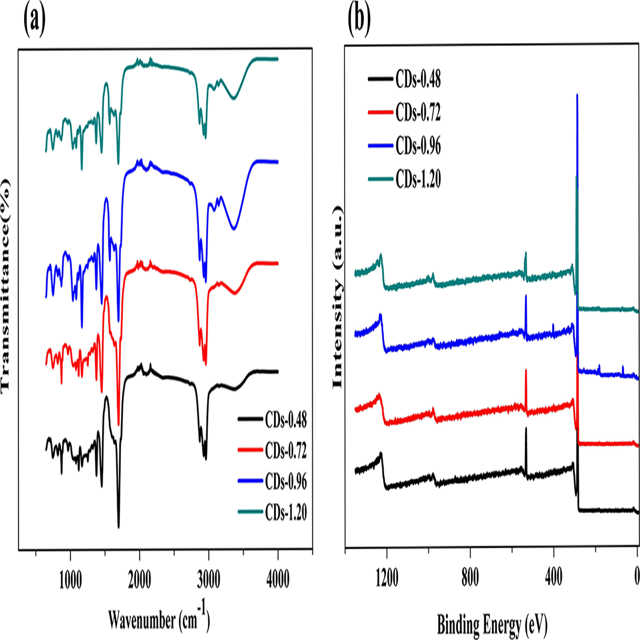 (a)
Transmittance(%)
CDs-0.48
CDs-0.72
CDs-0.96
CDs-1.20
1000 2000 3000 4000
Wavenumber (cm⁻¹)
(b)
CDs-0.48
CDs-0.72
CDs-0.96
CDs-1.20
Intensity (a.u.)
1200 800 400 0
Binding Energy (eV)